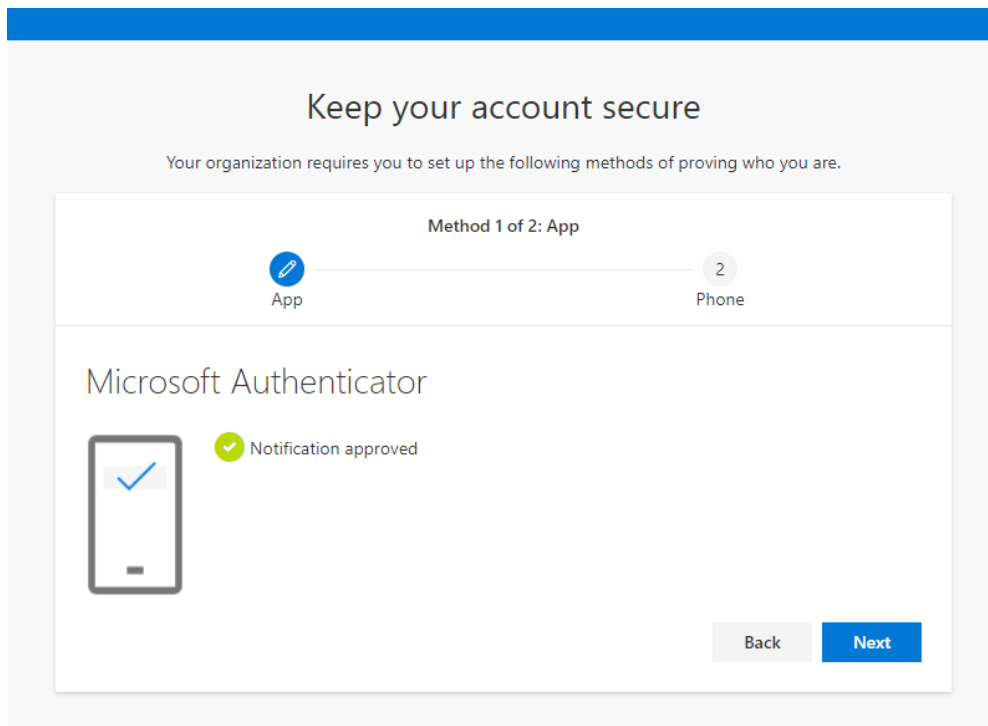 Keep your account secure
Your organization requires you to set up the following methods of proving who you are.
Method 1 of 2: App
2
App
Phone
Microsoft Authenticator
Notification approved
Back
Next